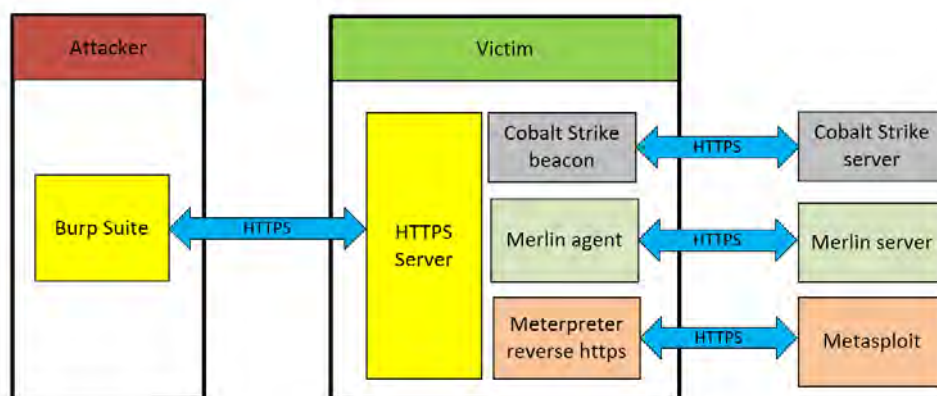 Attacker
Victim
Cobalt Strike
beacon
HTTPS
Cobalt Strike
server
Burp Suite
HTTPS
HTTPS
Server
Merlin agent
HTTPS
Merlin server
Meterpreter
reverse https
HTTPS
Metasploit